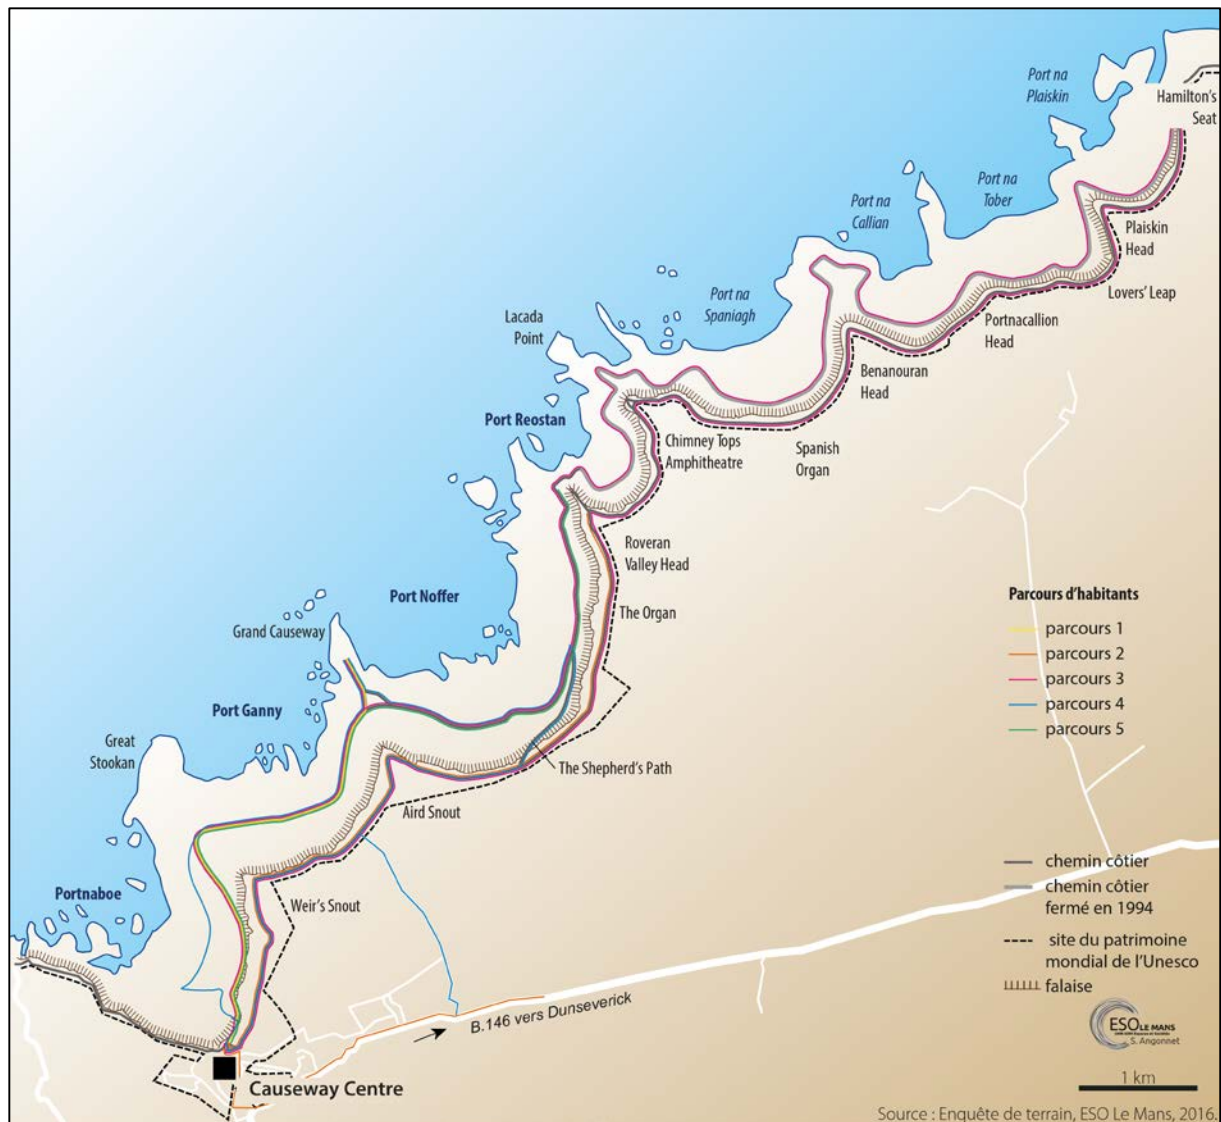 Port na
Plaiskin
Hamilton's
Seat
Port na
Tober
Port na
Callian
Plaiskin
Head
Lovers' Leap
Port na
Spaniagh
Portnacallion
Head
Lacada
Point
Benanouran
Head
Port Reostan
Chimney Tops
Amphitheatre
Spanish
Organ
Roveran
Valley Head
Port Noffer
The Organ
Grand Causeway
Port Ganny
Great
Stookan
The Shepherd's Path
Aird Snout
Portnaboe
Weir's Snout
B.146 vers Dunseverick
Causeway Centre
Parcours d'habitants
parcours 1
parcours 2
parcours 3
parcours 4
parcours 5
chemin côtier
chemin côtier
fermé en 1994
site du patrimoine
mondial de l'Unesco
falaise
ESO LE MANS
S. Angonnet
1 km
Source : Enquête de terrain, ESO Le Mans, 2016.